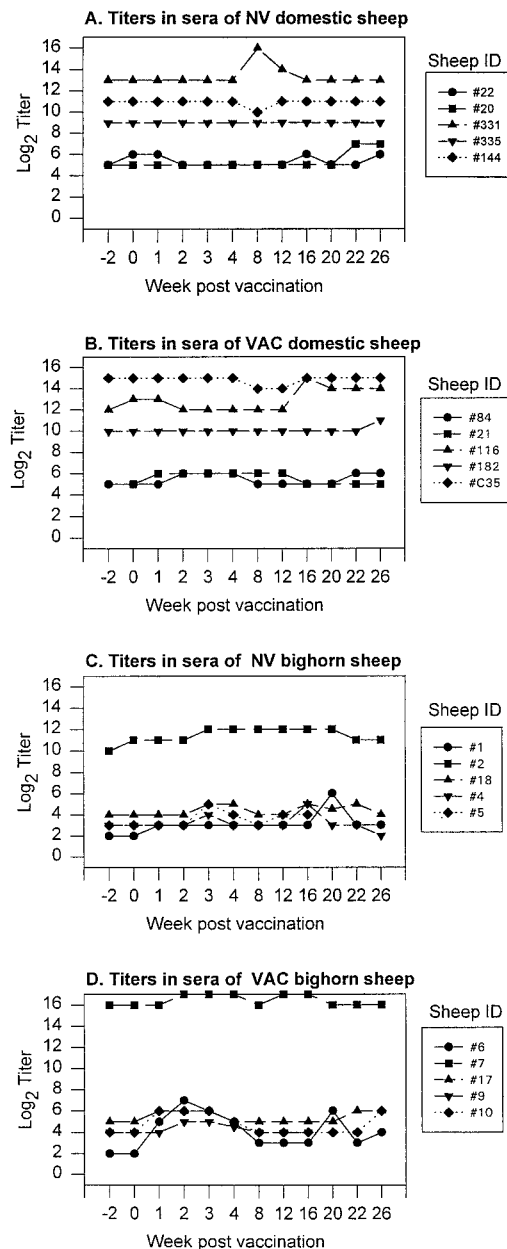 A. Titers in sera of NV domestic sheep
Log2 Titer
16
14
12
10
8
6
4
2
0
-2 0 1 2 3 4 8 12 16 20 22 26
Week post vaccination
Sheep ID
#22
#20
#331
#335
#144
B. Titers in sera of VAC domestic sheep
Log2 Titer
16
14
12
10
8
6
4
2
0
-2 0 1 2 3 4 8 12 16 20 22 26
Week post vaccination
Sheep ID
#84
#21
#116
#182
#C35
C. Titers in sera of NV bighorn sheep
Log2 Titer
16
14
12
10
8
6
4
2
0
-2 0 1 2 3 4 8 12 16 20 22 26
Week post vaccination
Sheep ID
#1
#2
#18
#4
#5
D. Titers in sera of VAC bighorn sheep
Log2 Titer
16
14
12
10
8
6
4
2
0
-2 0 1 2 3 4 8 12 16 20 22 26
Week post vaccination
Sheep ID
#6
#7
#17
#9
#10